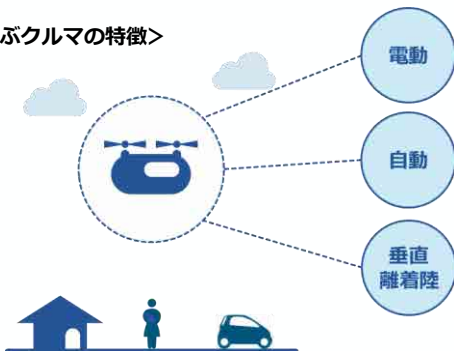 ぶクルマの特徴>
電動
自動
垂直
離着陸